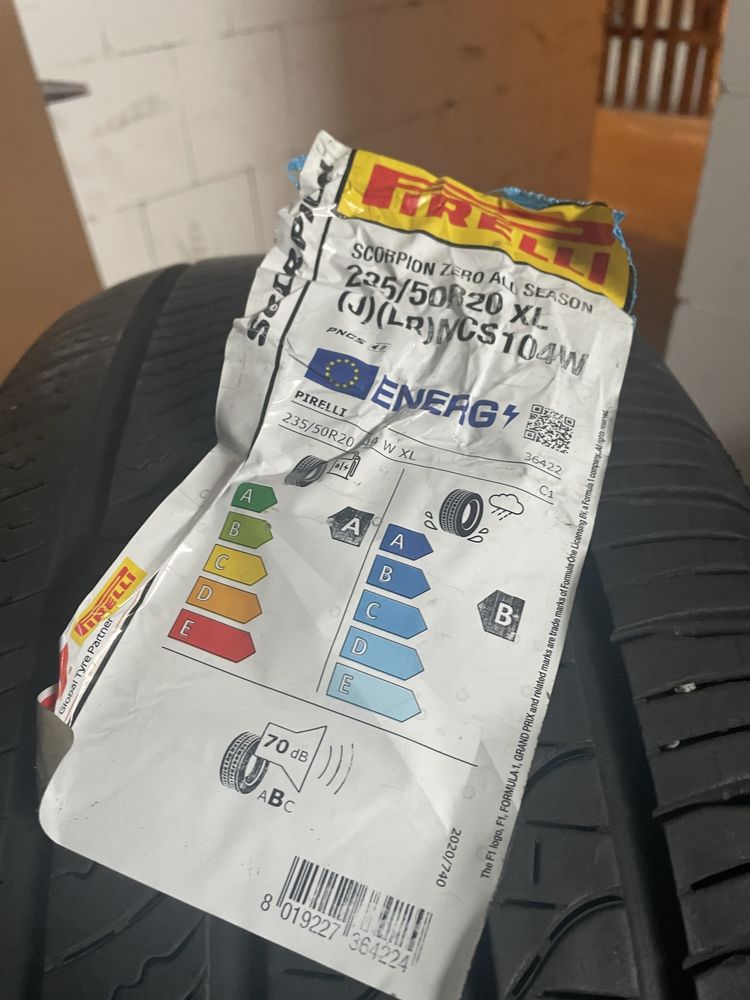 SCORPION
PIRELLI
SCORPION ZERO ALL SEASON
235/50R20 XL
(J)(LR)NCS104W
PNCS
ENERG
PIRELLI
36422
235/50R20 104 W XL
C1
A
B
C
D
E
A
A
B
C
D
E
B
70 dB
ABC
2020/740
8 019227 364224
PIRELLI
Global Tyre Partner
The F1 logo, F1, FORMULA 1, GRAND PRIX and related marks are trade marks of Formula One Licensing BV, a Formula 1 company. All rights reserved.